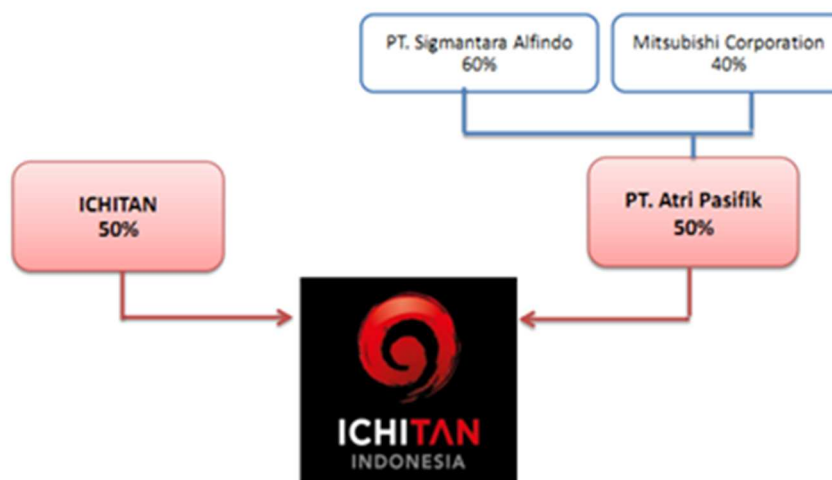 PT. Sigmantara Alfindo
60%
Mitsubishi Corporation
40%
ICHITAN
50%
PT. Atri Pasifik
50%
ICHITAN
INDONESIA